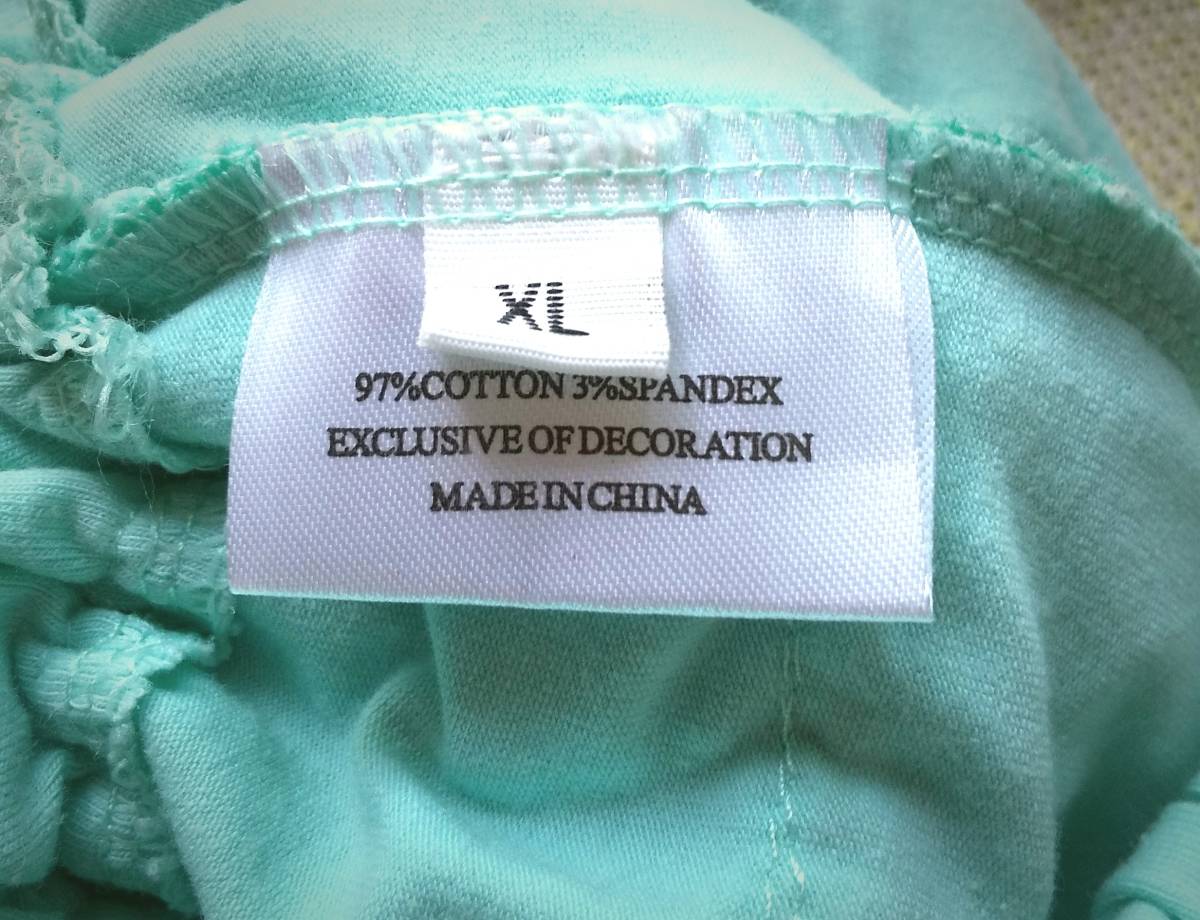 XL
97%COTTON 3%SPANDEX
EXCLUSIVE OF DECORATION
MADE IN CHINA